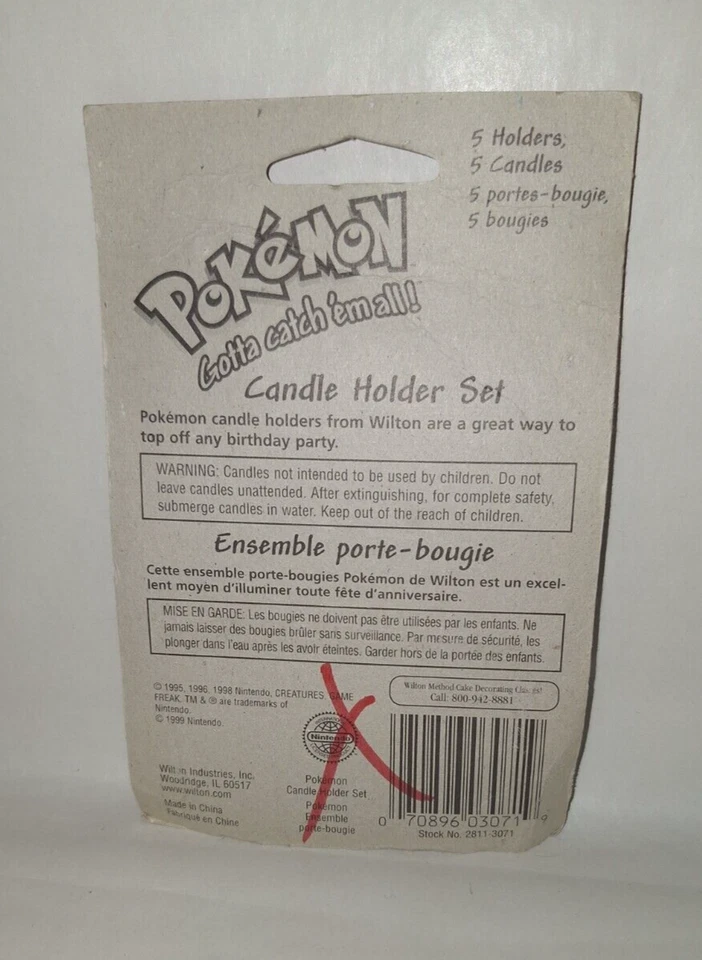 5 Holders,
5 Candles
5 portes-bougie,
5 bougies
POKéMON
Gotta catch 'em all!
Candle Holder Set
Pokémon candle holders from Wilton are a great way to
top off any birthday party.
WARNING: Candles not intended to be used by children. Do not
leave candles unattended. After extinguishing, for complete safety,
submerge candles in water. Keep out of the reach of children.
Ensemble porte-bougie
Cette ensemble porte-bougies Pokémon de Wilton est un excel-
lent moyen d'illuminer toute fête d'anniversaire.
MISE EN GARDE: Les bougies ne doivent pas être utilisées par les enfants. Ne
jamais laisser des bougies brûler sans surveillance. Par mesure de sécurité, les
plonger dans l'eau après les avoir éteintes. Garder hors de la portée des enfants.
© 1995, 1996, 1998 Nintendo, CREATURES, GAME
FREAK. TM & ® are trademarks of
Nintendo.
© 1999 Nintendo.
Wilton Method Cake Decorating Classes!
Call: 800-942-8881
Nintendo
Wilton Industries, Inc.
Woodridge, IL 60517
www.wilton.com
Made in China
Fabriqué en Chine
Pokémon
Candle Holder Set
Pokémon
Ensemble
porte-bougie
0 70896 03071 9
Stock No. 2811-3071